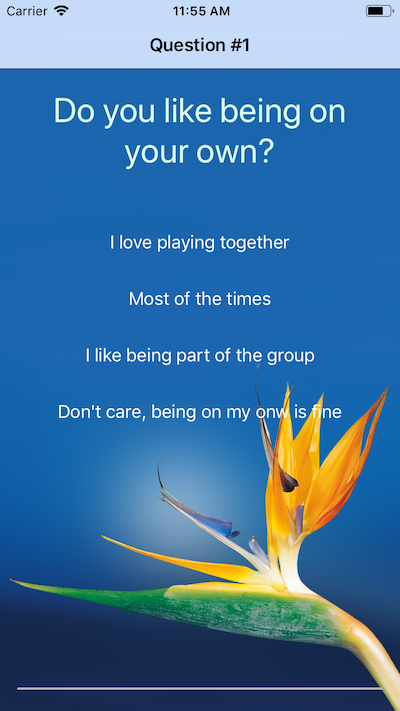 Carrier
11:55 AM
Question #1
Do you like being on
your own?
I love playing together
Most of the times
I like being part of the group
Don't care, being on my onw is fine